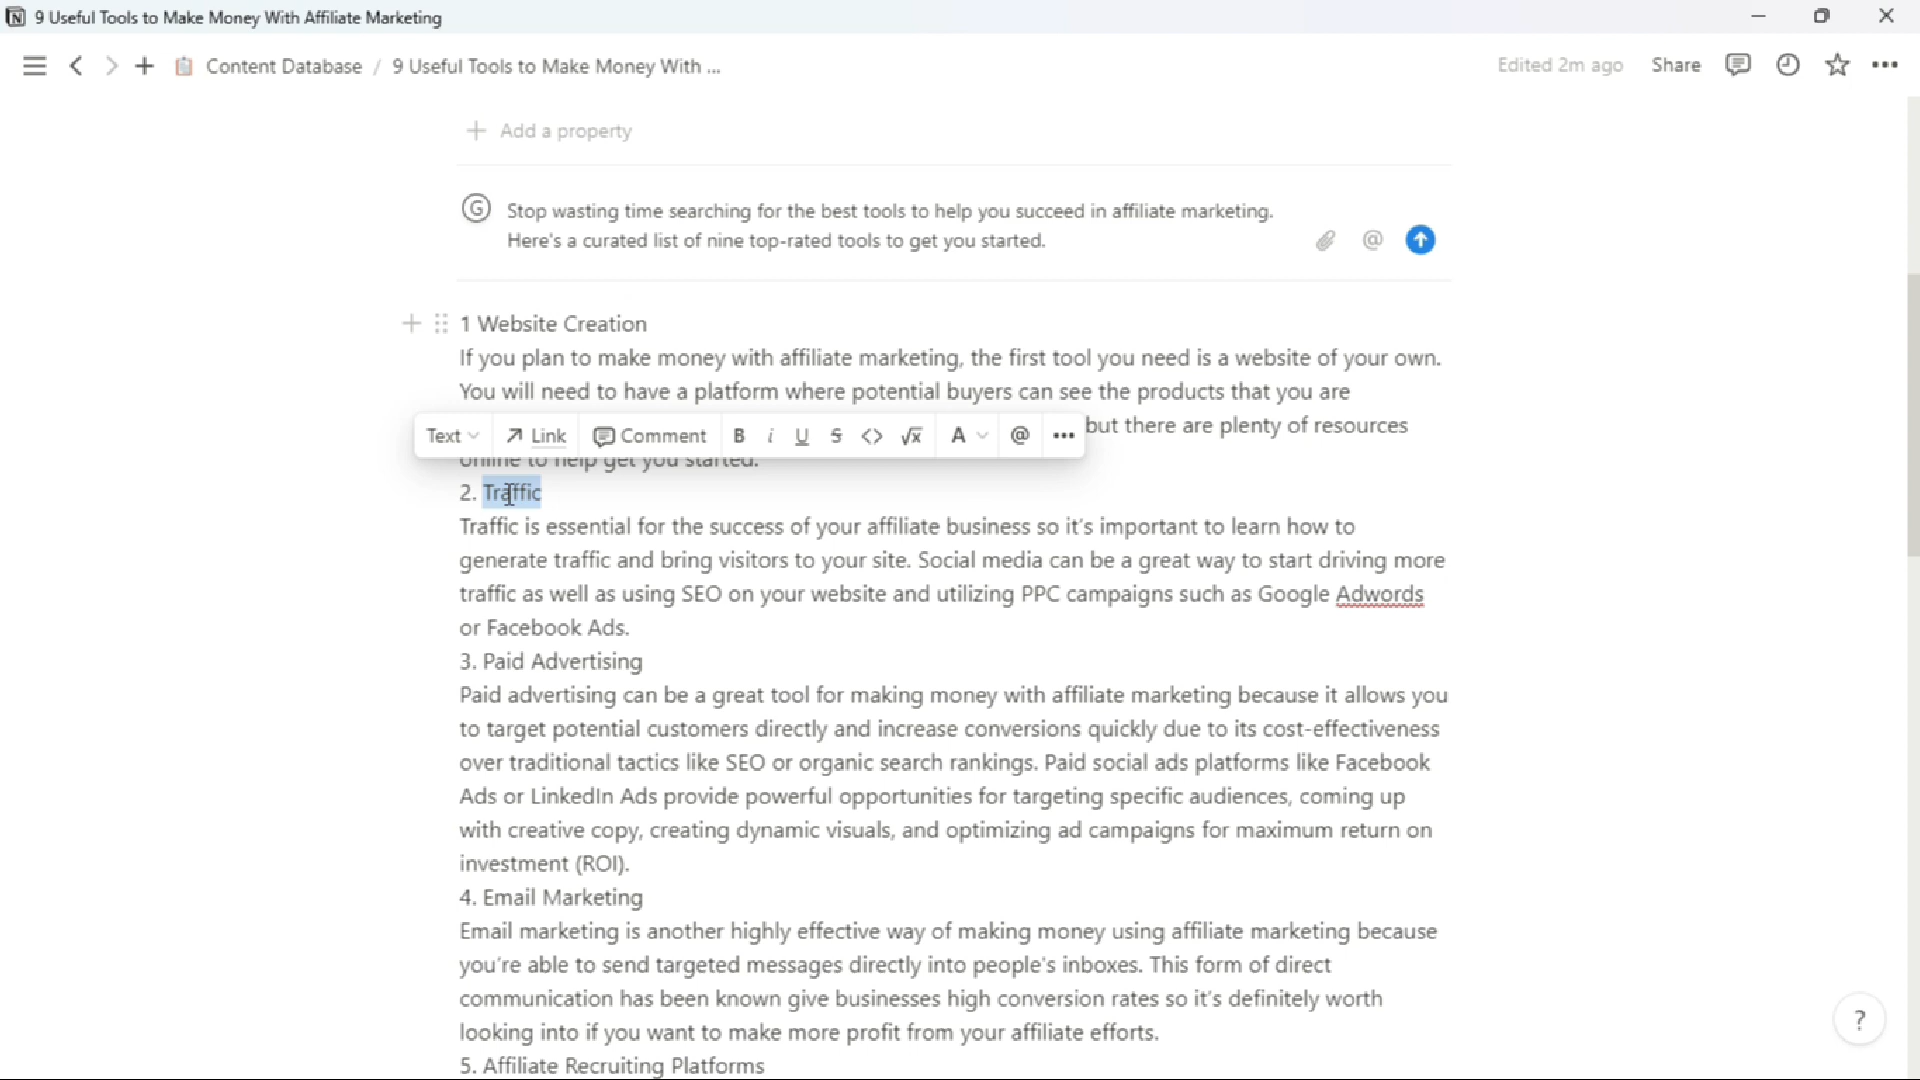 9 Useful Tools to Make Money With Affiliate Marketing
Content Database / 9 Useful Tools to Make Money With ...
Edited 2m ago Share
Add a property
G
Stop wasting time searching for the best tools to help you succeed in affiliate marketing.
Here's a curated list of nine top-rated tools to get you started.
1 Website Creation
If you plan to make money with affiliate marketing, the first tool you need is a website of your own.
You will need to have a platform where potential buyers can see the products that you are
but there are plenty of resources
Text Link Comment B i U S <> √x A @ •••
online to help get you started.
2. Traffic
Traffic is essential for the success of your affiliate business so it's important to learn how to
generate traffic and bring visitors to your site. Social media can be a great way to start driving more
traffic as well as using SEO on your website and utilizing PPC campaigns such as Google Adwords
or Facebook Ads.
3. Paid Advertising
Paid advertising can be a great tool for making money with affiliate marketing because it allows you
to target potential customers directly and increase conversions quickly due to its cost-effectiveness
over traditional tactics like SEO or organic search rankings. Paid social ads platforms like Facebook
Ads or LinkedIn Ads provide powerful opportunities for targeting specific audiences, coming up
with creative copy, creating dynamic visuals, and optimizing ad campaigns for maximum return on
investment (ROI).
4. Email Marketing
Email marketing is another highly effective way of making money using affiliate marketing because
you're able to send targeted messages directly into people's inboxes. This form of direct
communication has been known give businesses high conversion rates so it's definitely worth
looking into if you want to make more profit from your affiliate efforts.
5. Affiliate Recruiting Platforms
?